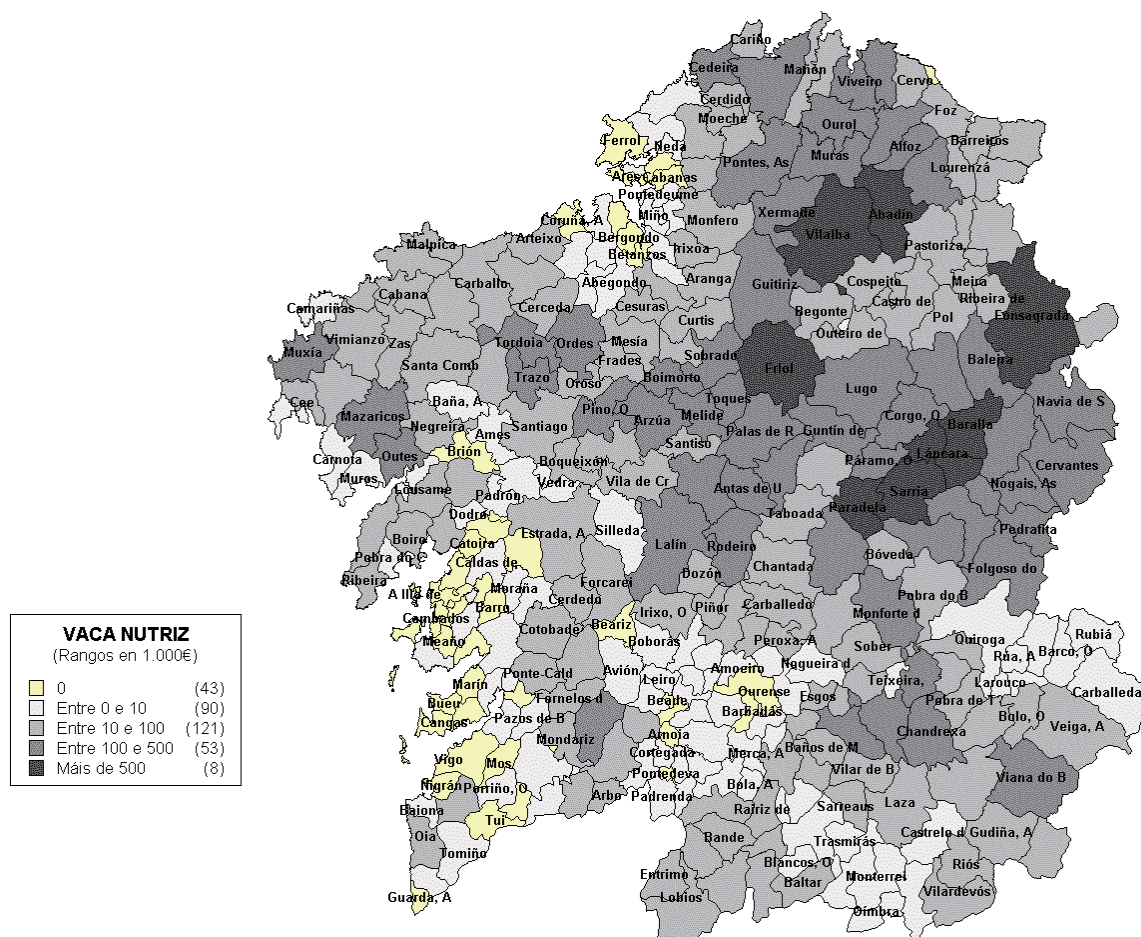 Cariño
Cedeira
Mañón
Viveiro
Cervo
Cerdido
Moeche
Foz
Ourol
Ferrol
Neda
Barreiros
Alfoz
Muras
Pontes, As
Lourenzá
Ares
Cabanas
Pontedeume
Miño
Xermade
Abadín
Coruña, A
Monfero
Vilalba
Bergondo
Arteixo
Malpica
Pastoriza,
Betanzos
Irixoa
Aranga
Abegondo
Guitiriz
Cospeito
Meira
Carballo
Cabana
Ribeira de
Castro de
Camariñas
Cerceda
Cesuras
Begonte
Pol
Fonsagrada
Curtis
Outeiro de
Vimianzo
Zas
Tordoia
Ordes
Mesía
Muxía
Sobrado
Frades
Baleira
Santa Comb
Friol
Trazo
Oroso
Boimorto
Lugo
Cee
Baña, A
Toques
Navia de S
Pino, O
Mazaricos
Arzúa
Melide
Corgo, O
Baralla
Negreira
Santiago
Ames
Palas de R
Guntín de
Santiso
Brión
Outes
Láncara
Carnota
Boqueixón
Páramo, O
Cervantes
Muros
Vedra
Vila de Cr
Nogais, As
Lousame
Antas de U
Sarria
Padrón
Paradela
Dodro
Taboada
Silleda
Estrada, A
Pedrafita
Boiro
Catoira
Lalín
Rodeiro
Pobra do C
Caldas de
Bóveda
Chantada
Folgoso do
Dozón
Ribeira
Forcarei
Moraña
A Illa de
Cerdedo
Pobra do B
Barro
Irixo, O
Piñor
Carballedo
Monforte d
Cambados
Beariz
Cotobade
Meaño
Boborás
Peroxa, A
Quiroga
Rubiá
Sober
Rúa, A
Barco, O
Nogueira d
Avión
Amoeiro
Ponte-Cald
Leiro
Teixeira,
Larouco
Marín
Ourense
Carballeda
Esgos
Bueu
Fornelos d
Beade
Pobra de T
Barbadás
Cangas
Pazos de B
Bolo, O
Veiga, A
Amoia
Chandrexa
Mondariz
Cortegada
Merca, A
Baños de M
Vigo
Mos
Pontedeva
Vilar de B
Viana do B
Nigrán
Porriño, O
Bola, A
Arbo
Padrenda
Laza
Baiona
Rairiz de
Sarreaus
Tui
Oia
Bande
Castrelo d
Gudiña, A
Trasmirás
Tomiño
Blancos, O
Riós
Entrimo
Monterrei
Baltar
Guarda, A
Lobios
Vilardevós
Oímbra
VACA NUTRIZ
(Rangos en 1.000€)
0 (43)
Entre 0 e 10 (90)
Entre 10 e 100 (121)
Entre 100 e 500 (53)
Máis de 500 (8)